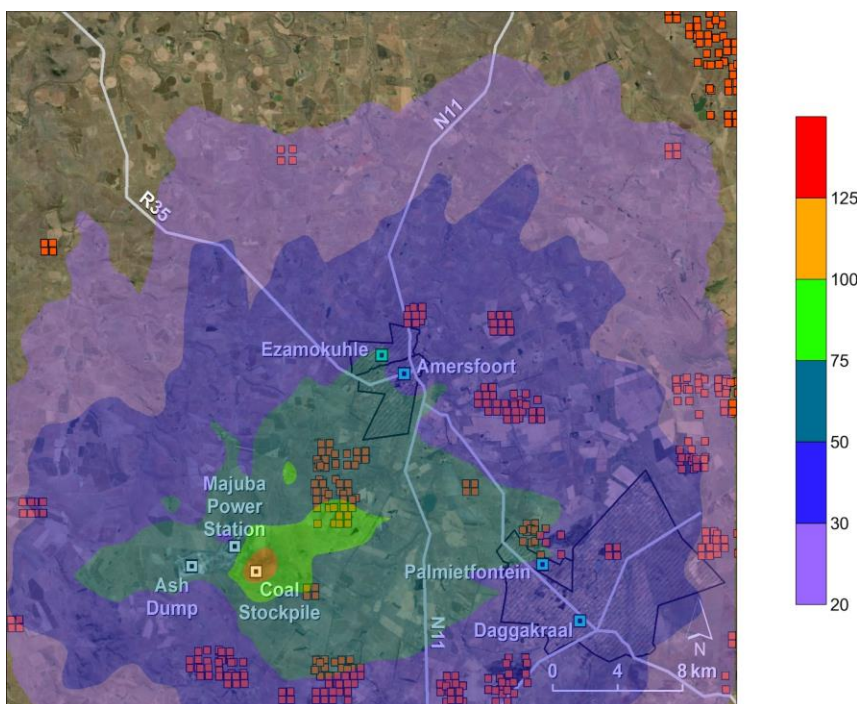 N11
R35
Ezamokuhle
Amersfoort
Majuba
Power
Station
Ash
Dump
Coal
Stockpile
Palmietfontein
Daggakraal
N11
N
0 4 8 km
125
100
75
50
30
20